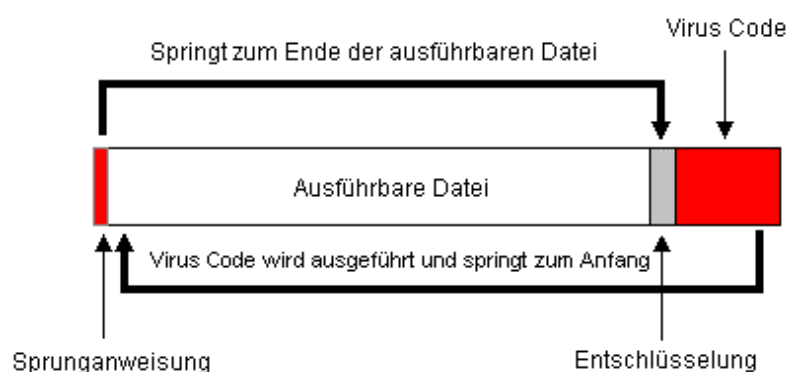 Virus Code
Springt zum Ende der ausführbaren Datei
Ausführbare Datei
Virus Code wird ausgeführt und springt zum Anfang
Sprunganweisung
Entschlüsselung